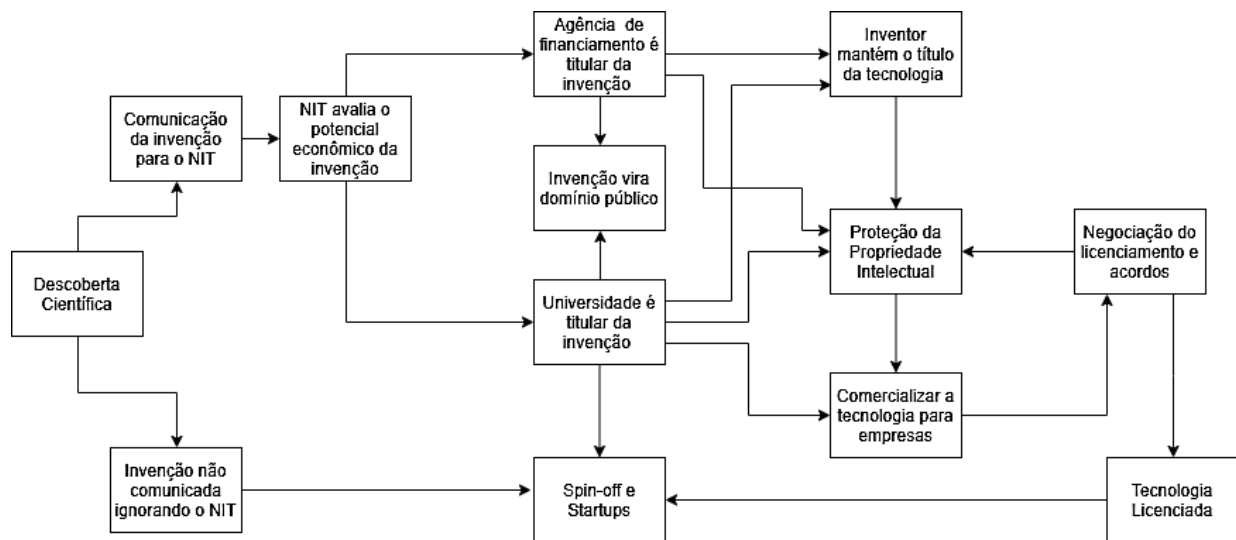 Agência de
financiamento é
titular da
invenção
Inventor
mantém o título
da tecnologia
Comunicação
da invenção
para o NIT
NIT avalia o
potencial
econômico da
invenção
Invenção vira
domínio público
Descoberta
Científica
Universidade é
titular da
invenção
Proteção da
Propriedade
Intelectual
Negociação do
licenciamento e
acordos
Comercializar a
tecnologia para
empresas
Invenção não
comunicada
ignorando o NIT
Spin-off e
Startups
Tecnologia
Licenciada